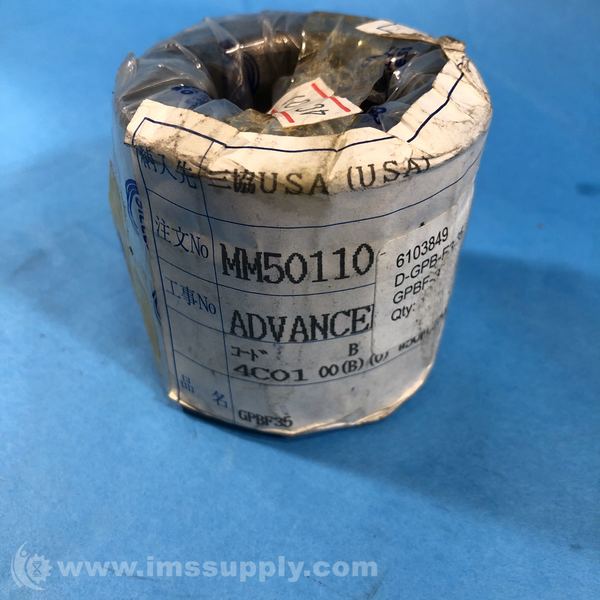 納入先 三協USA (USA)
注文No MM50110
工事No ADVANCE
コード B
4C01 00(B)(0)
品名 GPBF35
6103849
D-GPB-F
GPBF-3
Qty:
www.imssupply.com